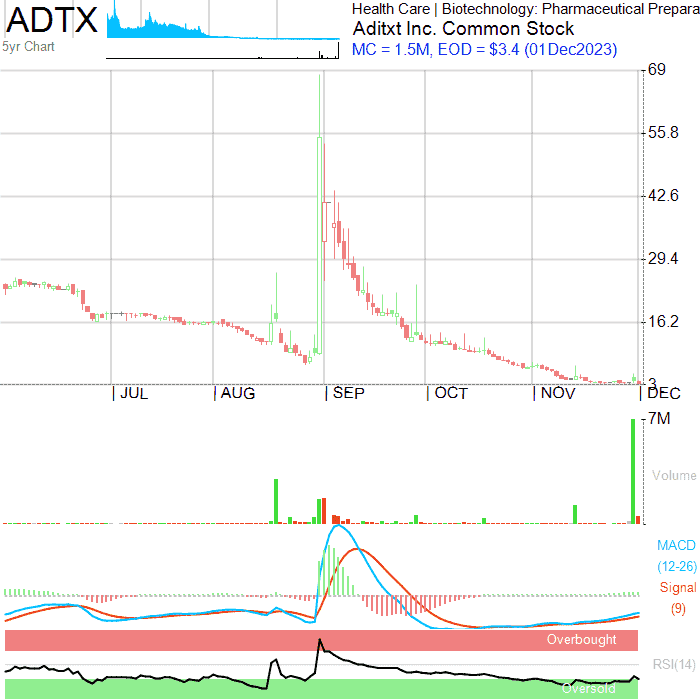 ADTX
5yr Chart
Health Care | Biotechnology: Pharmaceutical Prepara
Aditxt Inc. Common Stock
MC = 1.5M, EOD = $3.4 (01Dec2023)
69
55.8
42.6
29.4
16.2
3
JUL
AUG
SEP
OCT
NOV
DEC
7M
Volume
MACD
(12-26)
Signal
(9)
Overbought
RSI(14)
Oversold